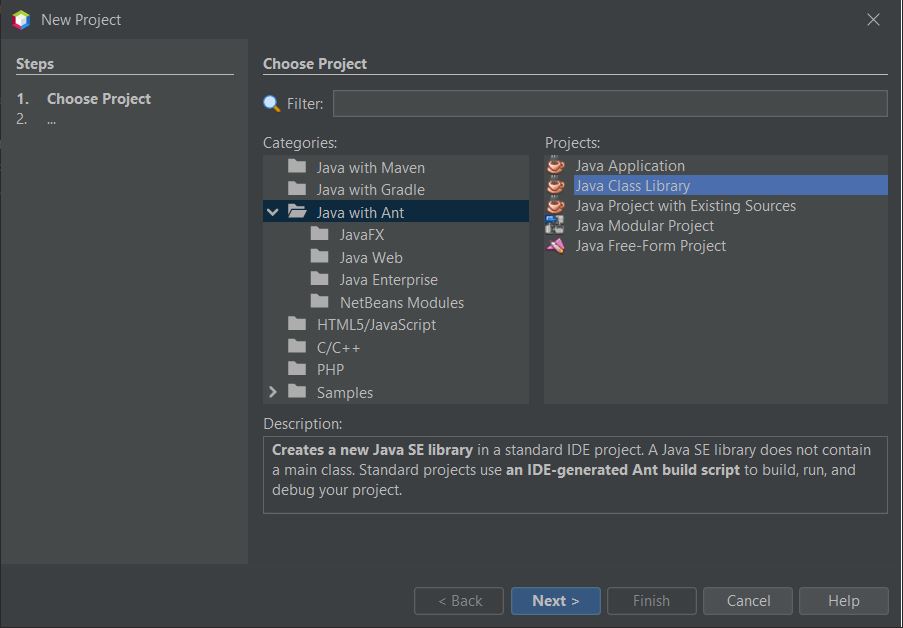 New Project
Steps
1. Choose Project
2. ...
Choose Project
Filter:
Categories:
Java with Maven
Java with Gradle
Java with Ant
JavaFX
Java Web
Java Enterprise
NetBeans Modules
HTML5/JavaScript
C/C++
PHP
Samples
Projects:
Java Application
Java Class Library
Java Project with Existing Sources
Java Modular Project
Java Free-Form Project
Description:
Creates a new Java SE library in a standard IDE project. A Java SE library does not contain
a main class. Standard projects use an IDE-generated Ant build script to build, run, and
debug your project.
< Back Next > Finish Cancel Help